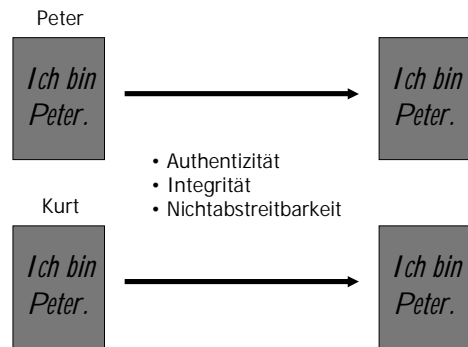 Peter
Ich bin
Peter.
Ich bin
Peter.
• Authentizität
• Integrität
• Nichtabstreitbarkeit
Kurt
Ich bin
Peter.
Ich bin
Peter.